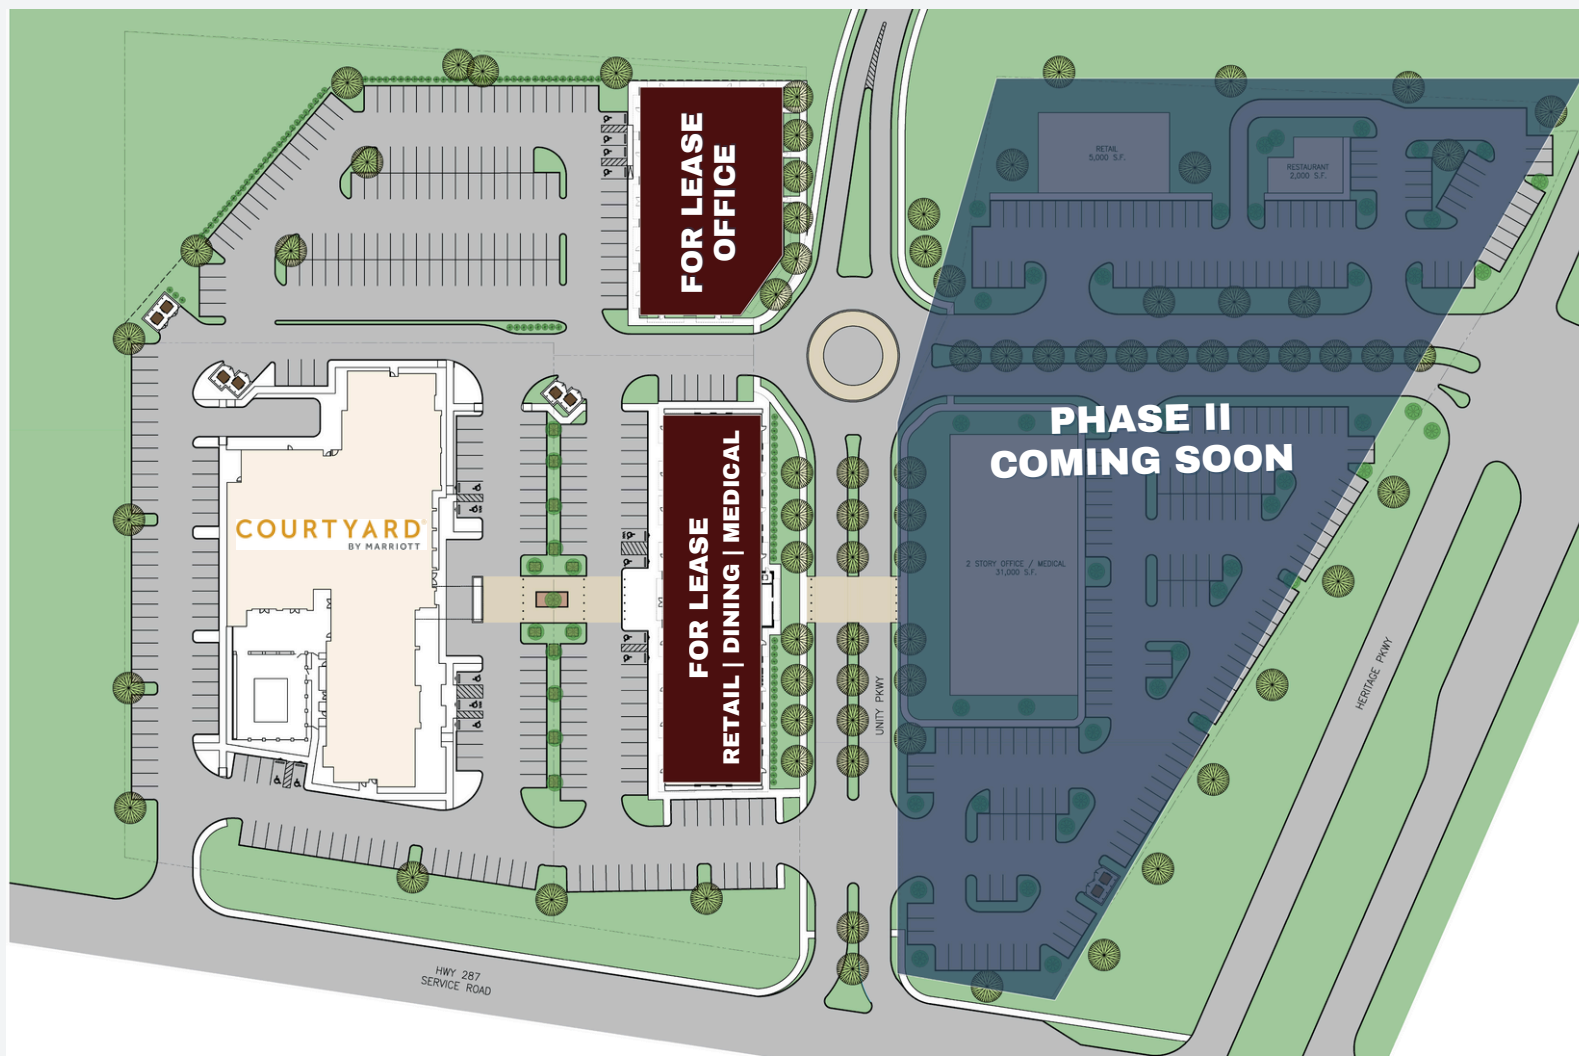 FOR LEASE
OFFICE
RETAIL
5,000 S.F.
RESTAURANT
2,000 S.F.
PHASE II
COMING SOON
COURTYARD
BY MARRIOTT
FOR LEASE
RETAIL | DINING | MEDICAL
2 STORY OFFICE / MEDICAL
31,000 S.F.
UNITY PKWY
HERITAGE PKWY
HWY 287
SERVICE ROAD